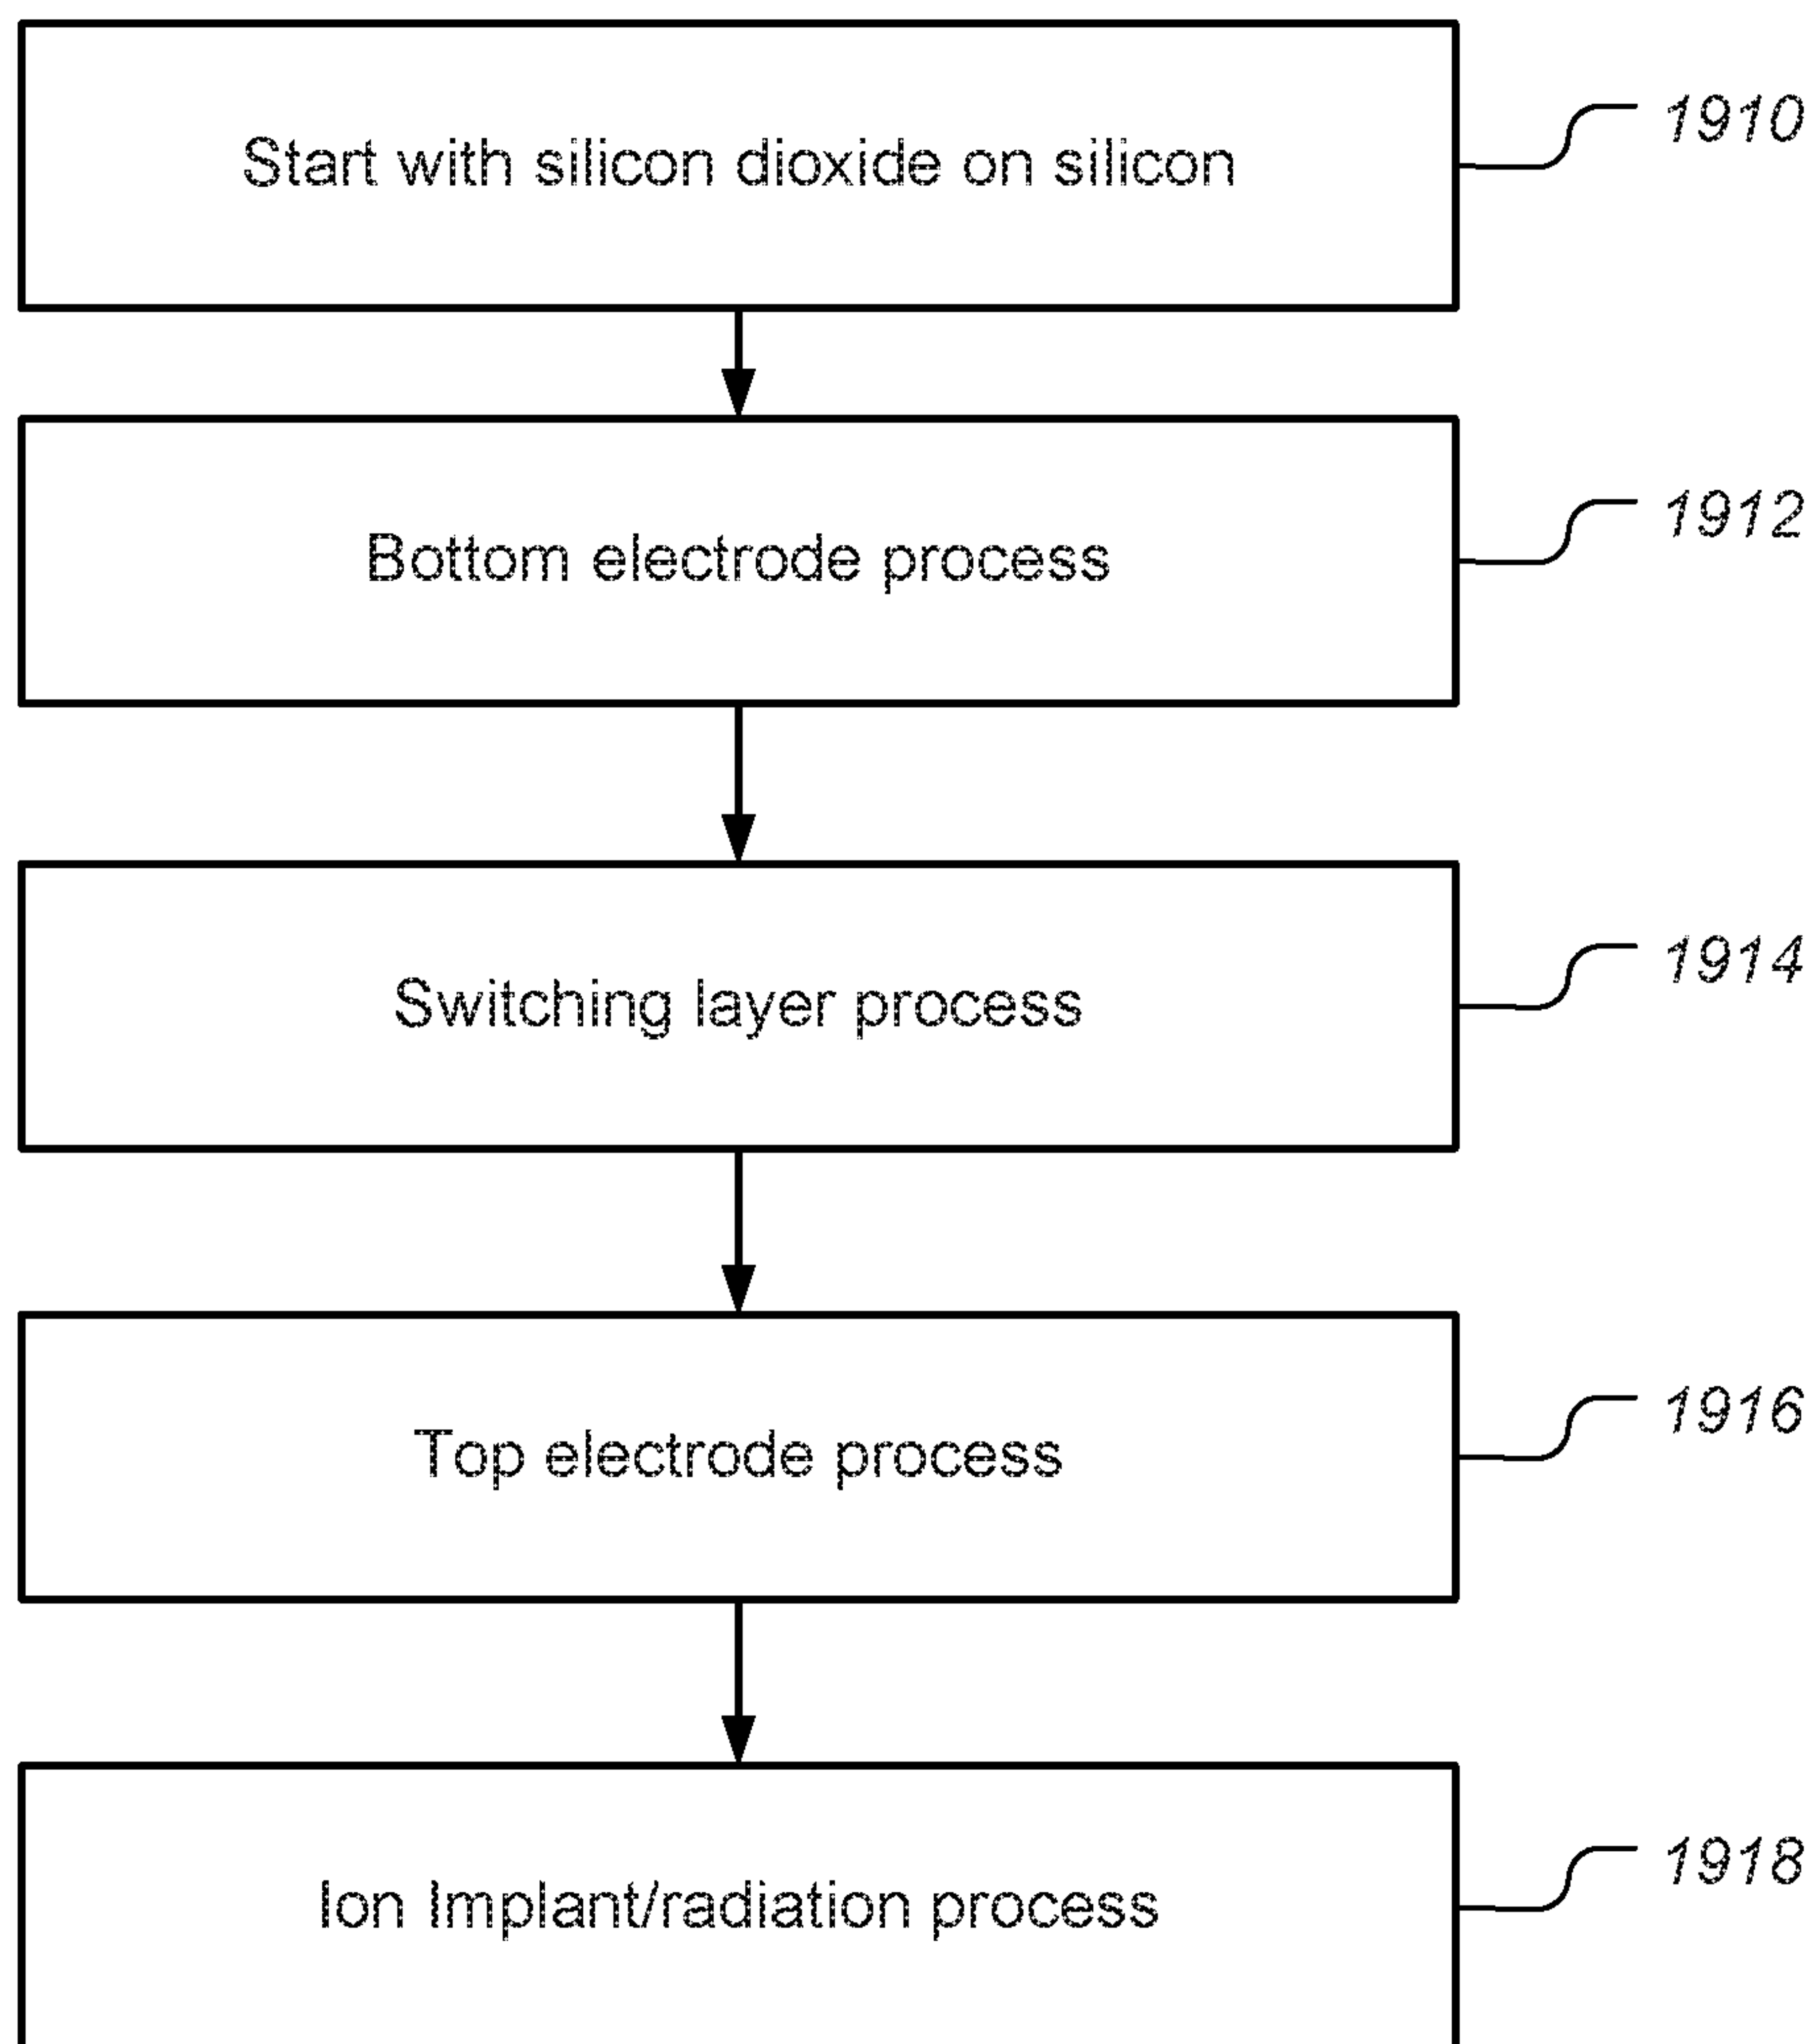 Start with silicon dioxide on silicon
1910
Bottom electrode process
1912
Switching layer process
1914
Top electrode process
1916
Ion Implant/radiation process
1918